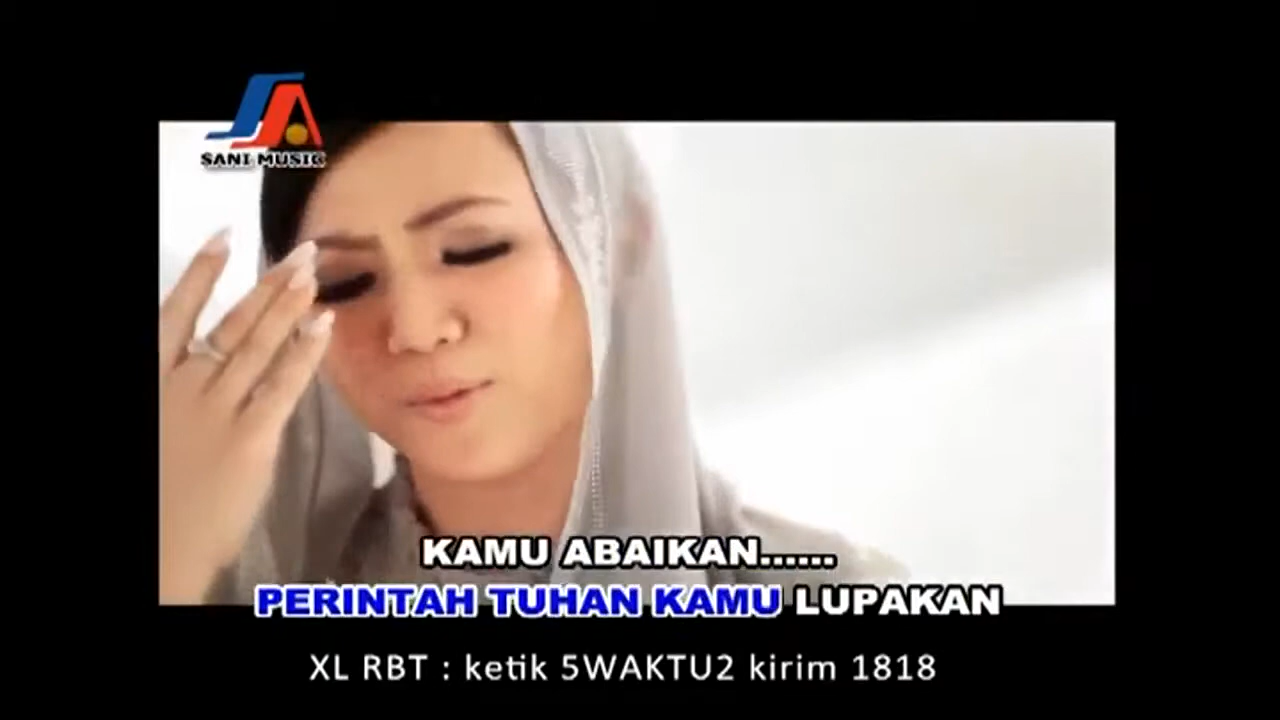 SANI MUSIC
KAMU ABAIKAN......
PERINTAH TUHAN KAMU LUPAKAN
XL RBT : ketik 5WAKTU2 kirim 1818